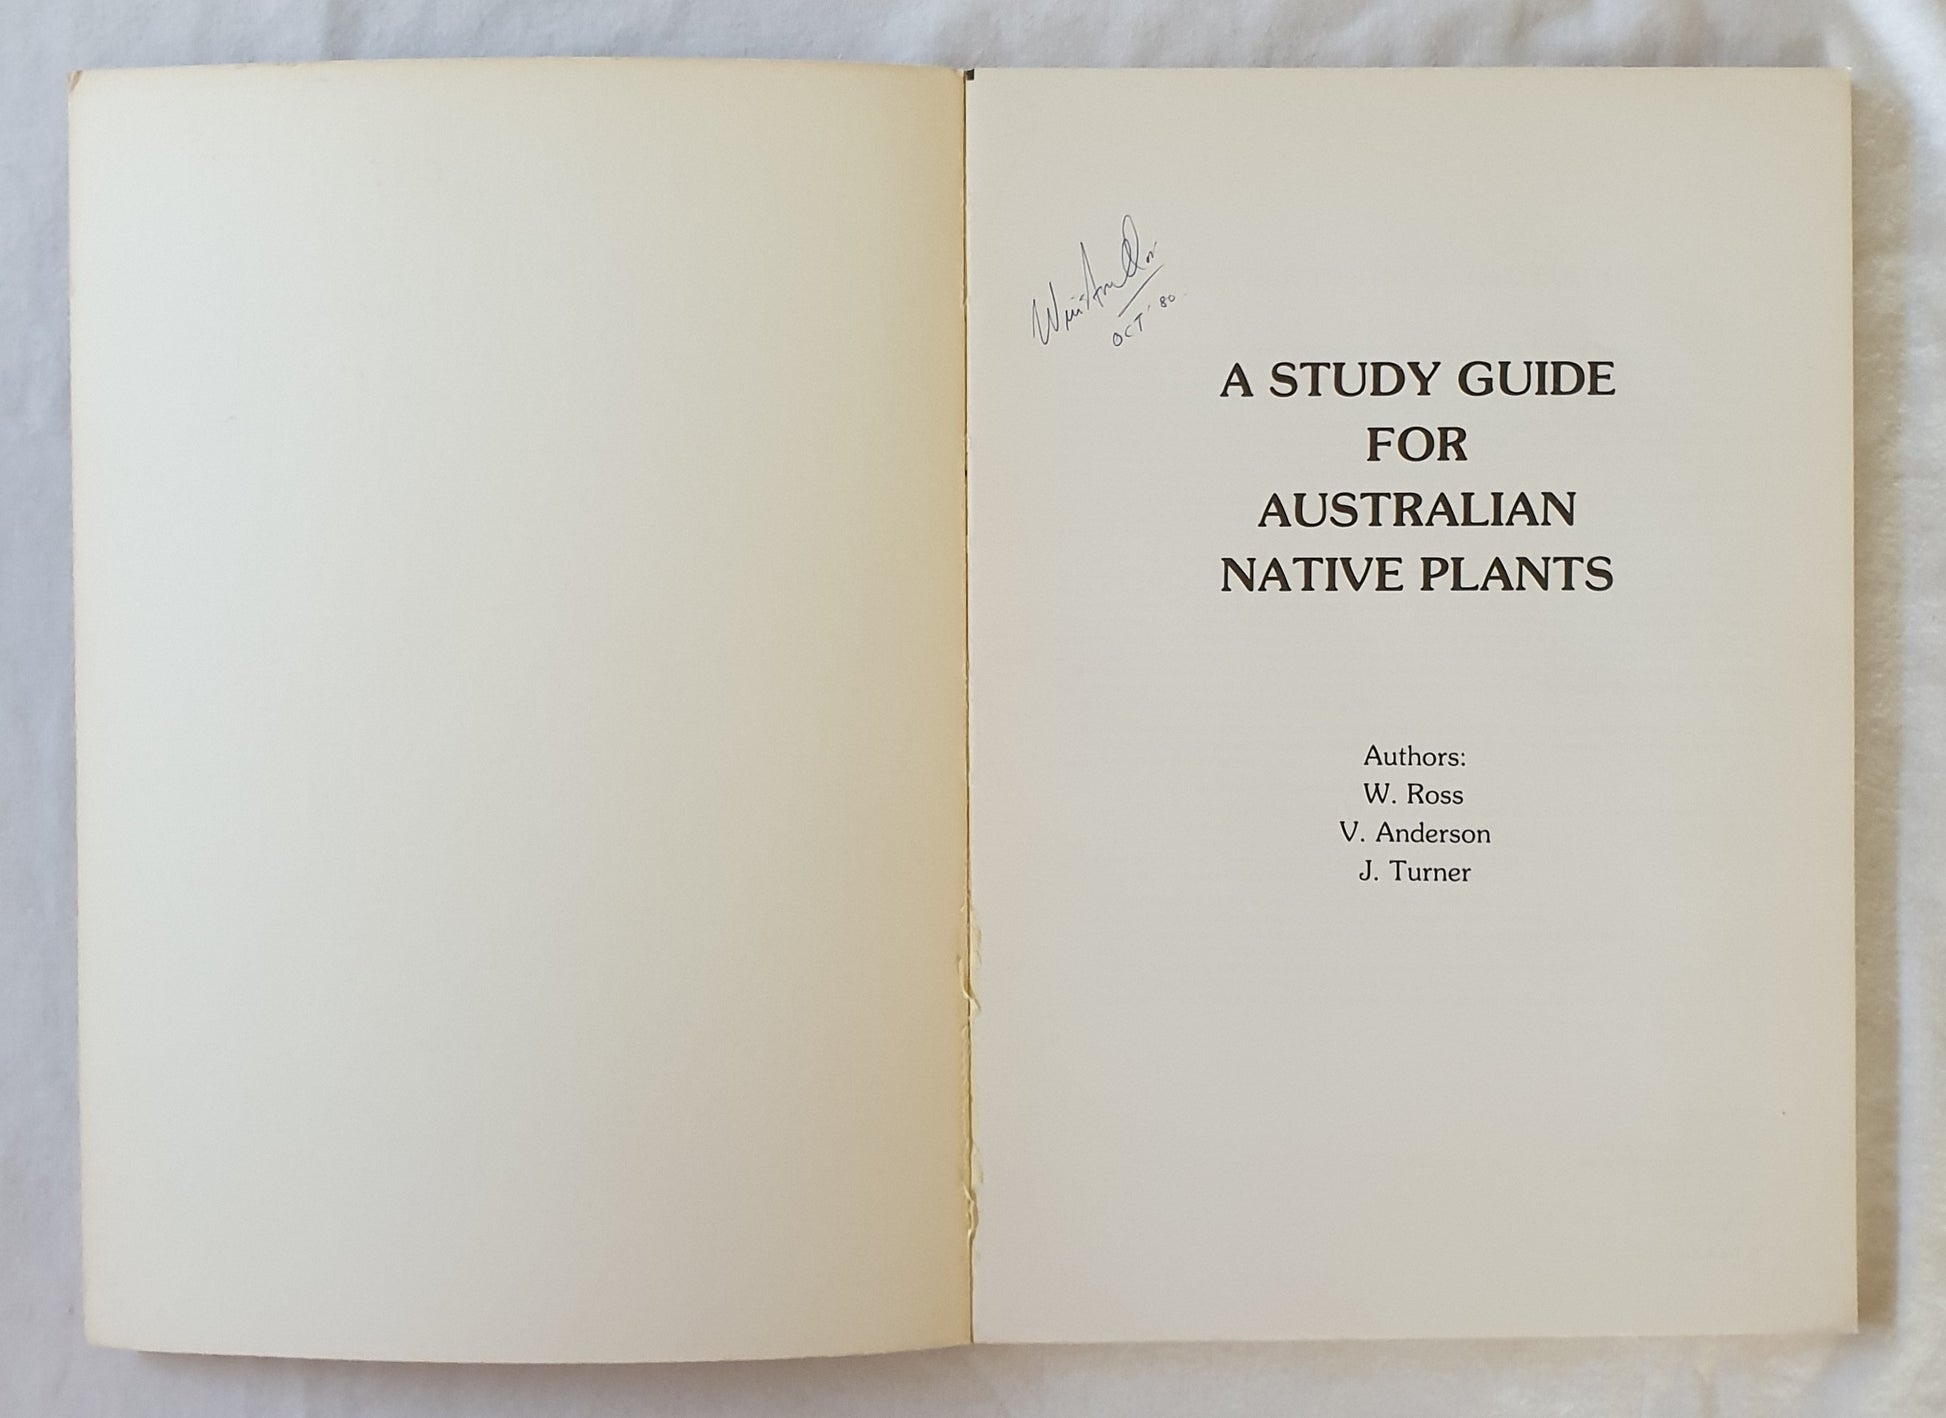 OCT '80
A STUDY GUIDE
FOR
AUSTRALIAN
NATIVE PLANTS
Authors:
W. Ross
V. Anderson
J. Turner